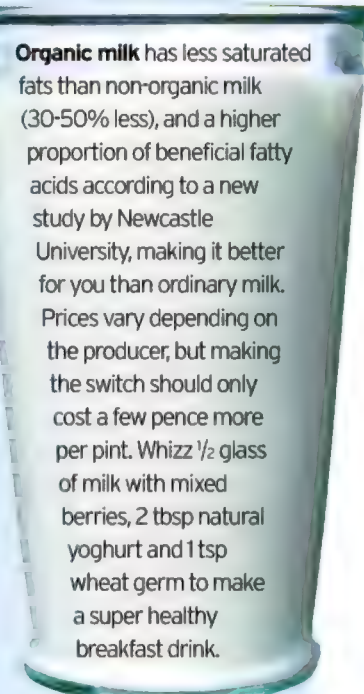 Organic milk has less saturated
fats than non-organic milk
(30-50% less), and a higher
proportion of beneficial fatty
acids according to a new
study by Newcastle
University, making it better
for you than ordinary milk.
Prices vary depending on
the producer, but making
the switch should only
cost a few pence more
per pint. Whizz ½ glass
of milk with mixed
berries, 2 tbsp natural
yoghurt and 1 tsp
wheat germ to make
a super healthy
breakfast drink.